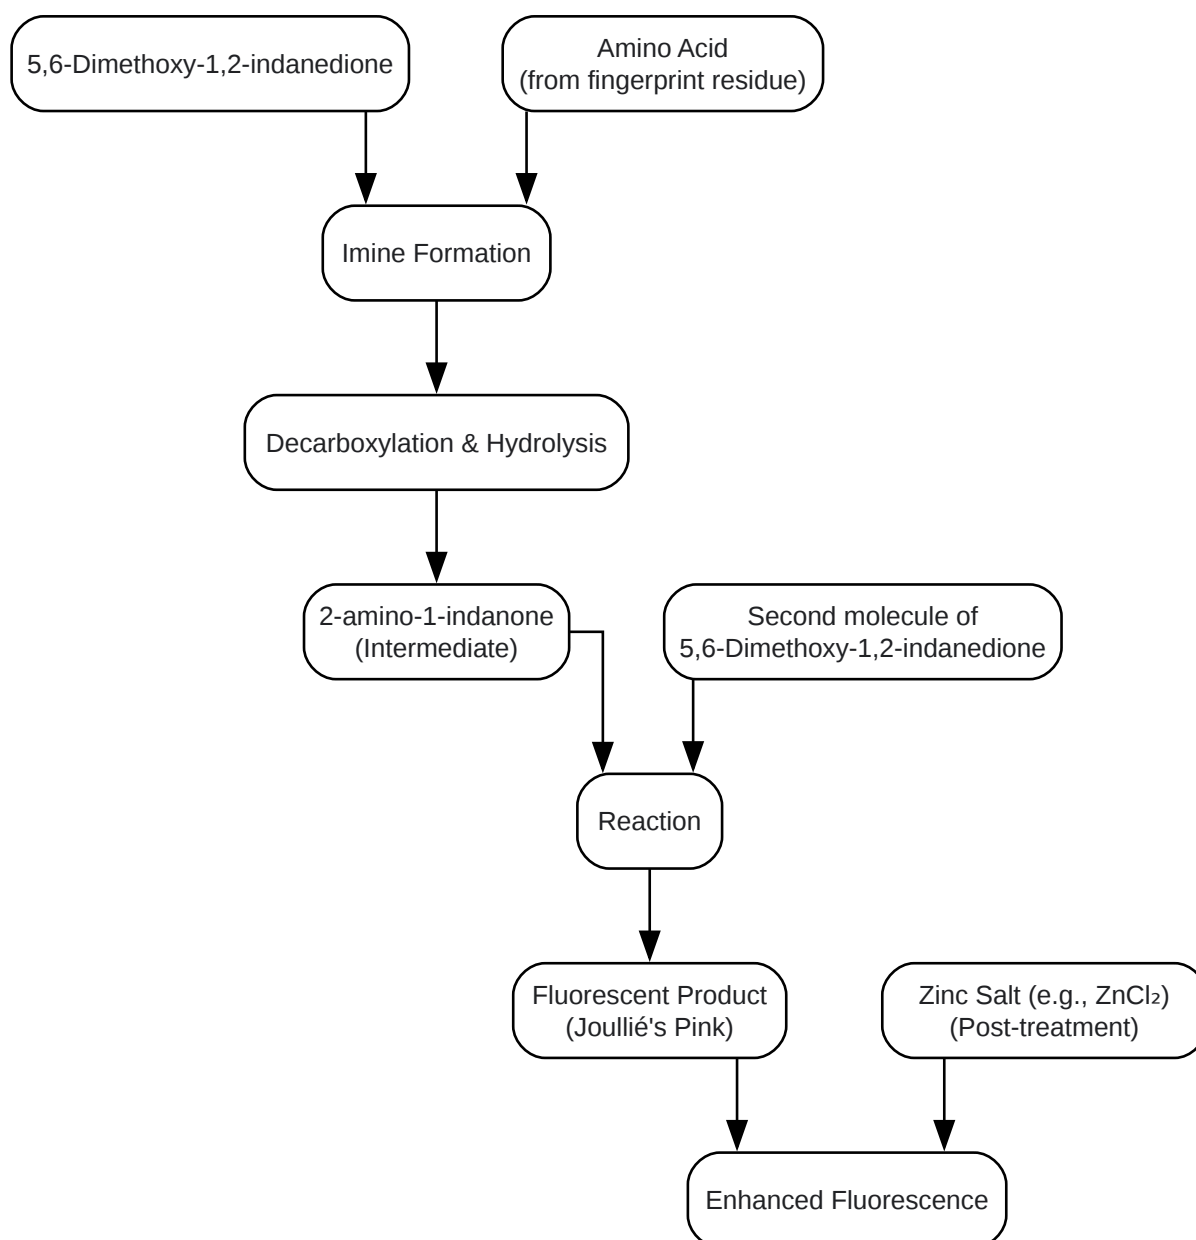 5,6-Dimethoxy-1,2-indanedione
Amino Acid
(from fingerprint residue)
Imine Formation
Decarboxylation & Hydrolysis
2-amino-1-indanone
(Intermediate)
Second molecule of
5,6-Dimethoxy-1,2-indanedione
Reaction
Fluorescent Product
(Joullié's Pink)
Zinc Salt (e.g., ZnCl₂)
(Post-treatment)
Enhanced Fluorescence